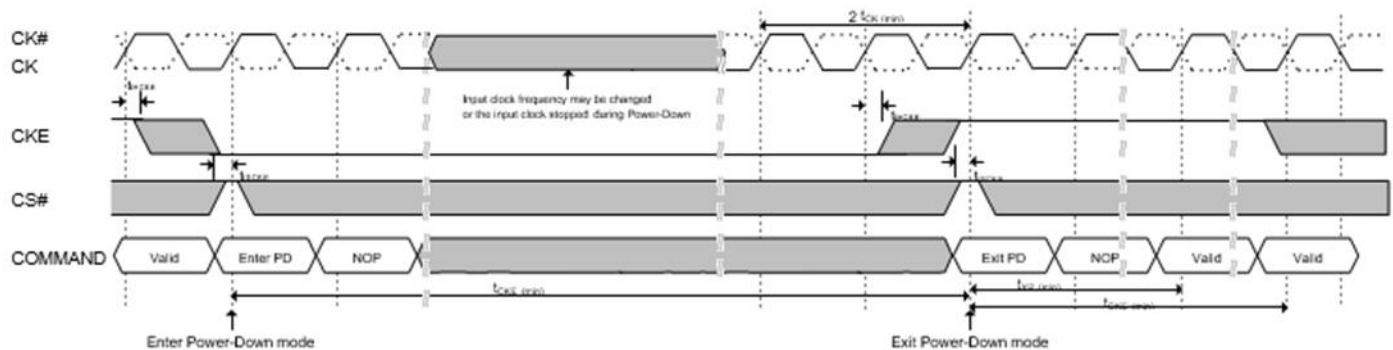 2 tCK (min)
CK#
CK
Input clock frequency may be changed
or the input clock stopped during Power-Down
CKE
CS#
COMMAND
Valid
Enter PD
NOP
Exit PD
NOP
Valid
Valid
tCKE (min)
tXP (min)
tCKE (min)
Enter Power-Down mode
Exit Power-Down mode